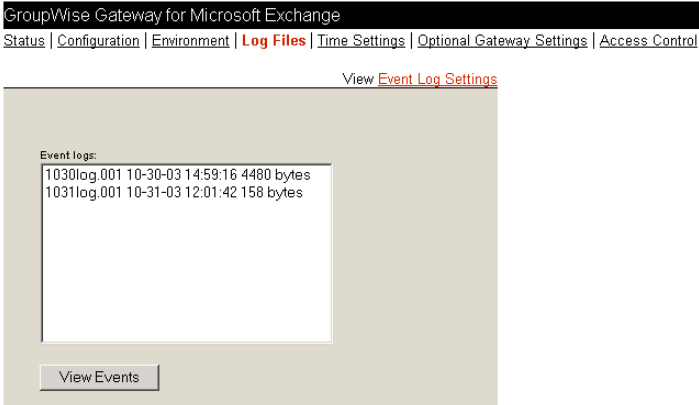 GroupWise Gateway for Microsoft Exchange
Status | Configuration | Environment | Log Files | Time Settings | Optional Gateway Settings | Access Control
View Event Log Settings
Event logs:
1030log.001 10-30-03 14:59:16 4480 bytes
1031log.001 10-31-03 12:01:42 158 bytes
View Events